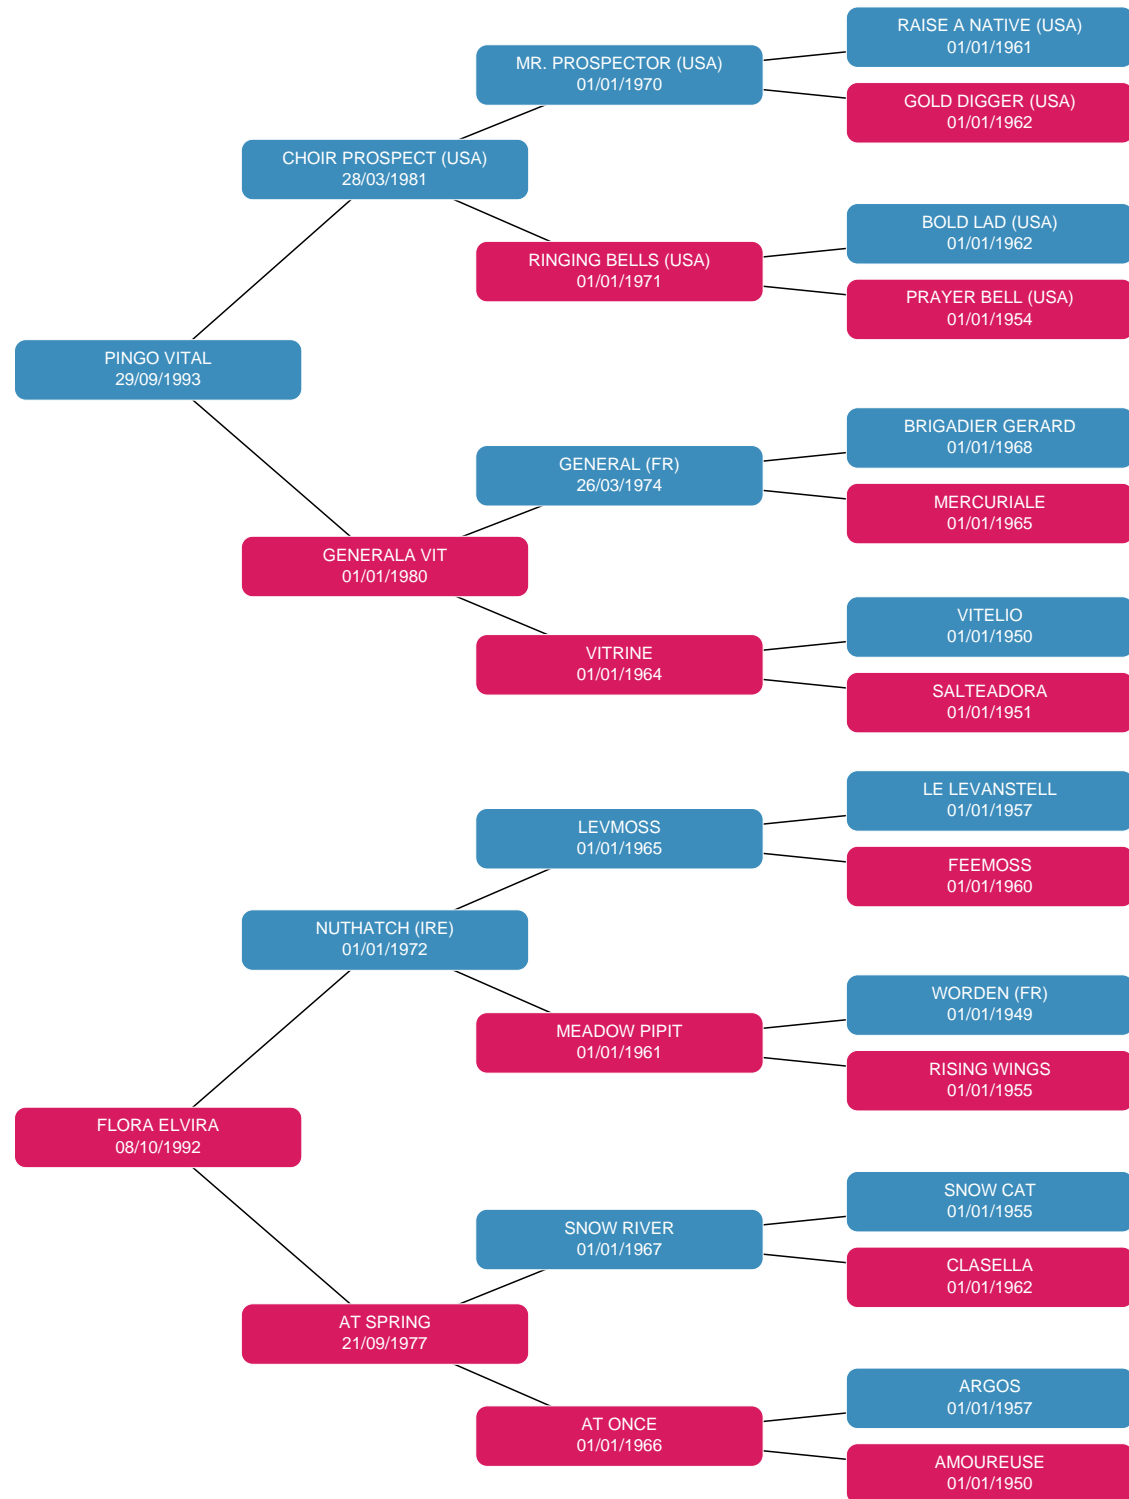 RAISE A NATIVE (USA)
01/01/1961
MR. PROSPECTOR (USA)
01/01/1970
GOLD DIGGER (USA)
01/01/1962
CHOIR PROSPECT (USA)
28/03/1981
BOLD LAD (USA)
01/01/1962
RINGING BELLS (USA)
01/01/1971
PRAYER BELL (USA)
01/01/1954
PINGO VITAL
29/09/1993
BRIGADIER GERARD
01/01/1968
GENERAL (FR)
26/03/1974
MERCURIALE
01/01/1965
GENERALA VIT
01/01/1980
VITELIO
01/01/1950
VITRINE
01/01/1964
SALTEADORA
01/01/1951
LE LEVANSTELL
01/01/1957
LEVMOSS
01/01/1965
FEEMOSS
01/01/1960
NUTHATCH (IRE)
01/01/1972
WORDEN (FR)
01/01/1949
MEADOW PIPIT
01/01/1961
RISING WINGS
01/01/1955
FLORA ELVIRA
08/10/1992
SNOW CAT
01/01/1955
SNOW RIVER
01/01/1967
CLASELLA
01/01/1962
AT SPRING
21/09/1977
ARGOS
01/01/1957
AT ONCE
01/01/1966
AMOUREUSE
01/01/1950